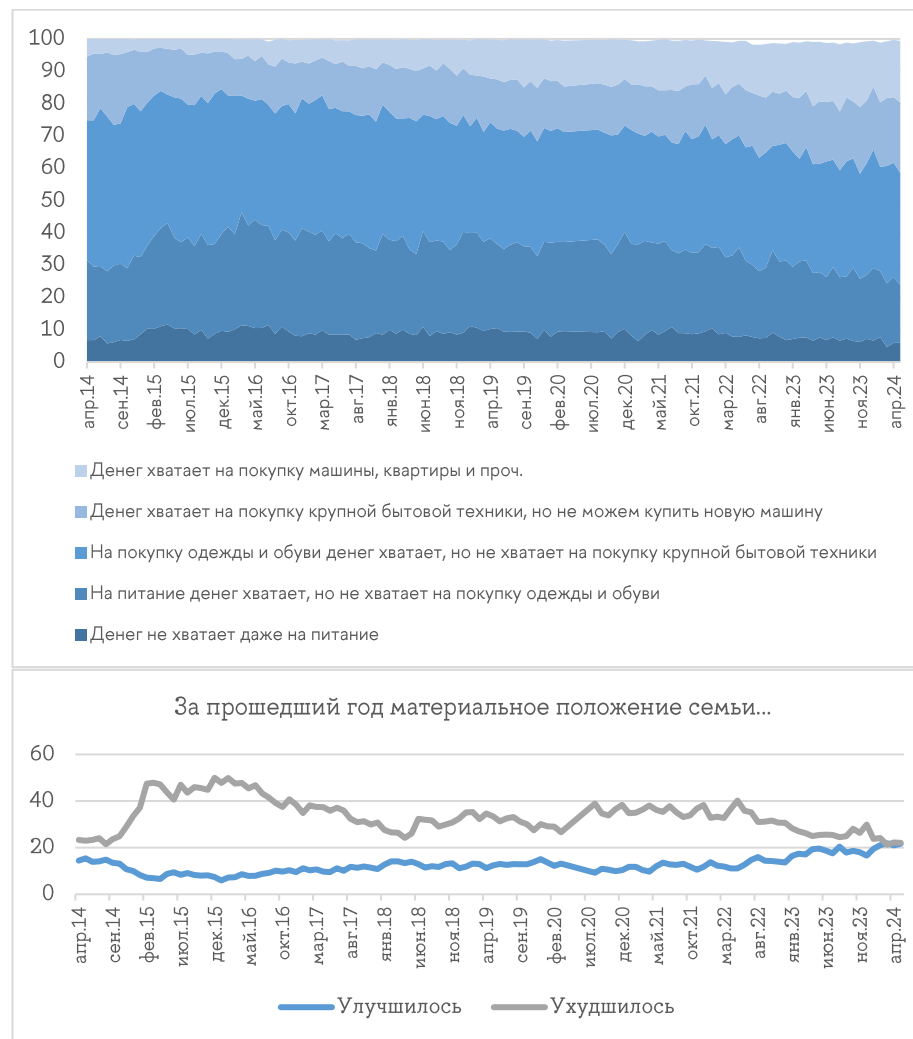 100
90
80
70
60
50
40
30
20
10
0
апр.14 сен.14 фев.15 июл.15 дек.15 май.16 окт.16 мар.17 авг.17 янв.18 июн.18 ноя.18 апр.19 сен.19 фев.20 июл.20 дек.20 май.21 окт.21 мар.22 авг.22 янв.23 июн.23 ноя.23 апр.24
Денег хватает на покупку машины, квартиры и проч.
Денег хватает на покупку крупной бытовой техники, но не можем купить новую машину
На покупку одежды и обуви денег хватает, но не хватает на покупку крупной бытовой техники
На питание денег хватает, но не хватает на покупку одежды и обуви
Денег не хватает даже на питание
За прошедший год материальное положение семьи...
60
40
20
0
апр.14 сен.14 фев.15 июл.15 дек.15 май.16 окт.16 мар.17 авг.17 янв.18 июн.18 ноя.18 апр.19 сен.19 фев.20 июл.20 дек.20 май.21 окт.21 мар.22 авг.22 янв.23 июн.23 ноя.23 апр.24
Улучшилось Ухудшилось